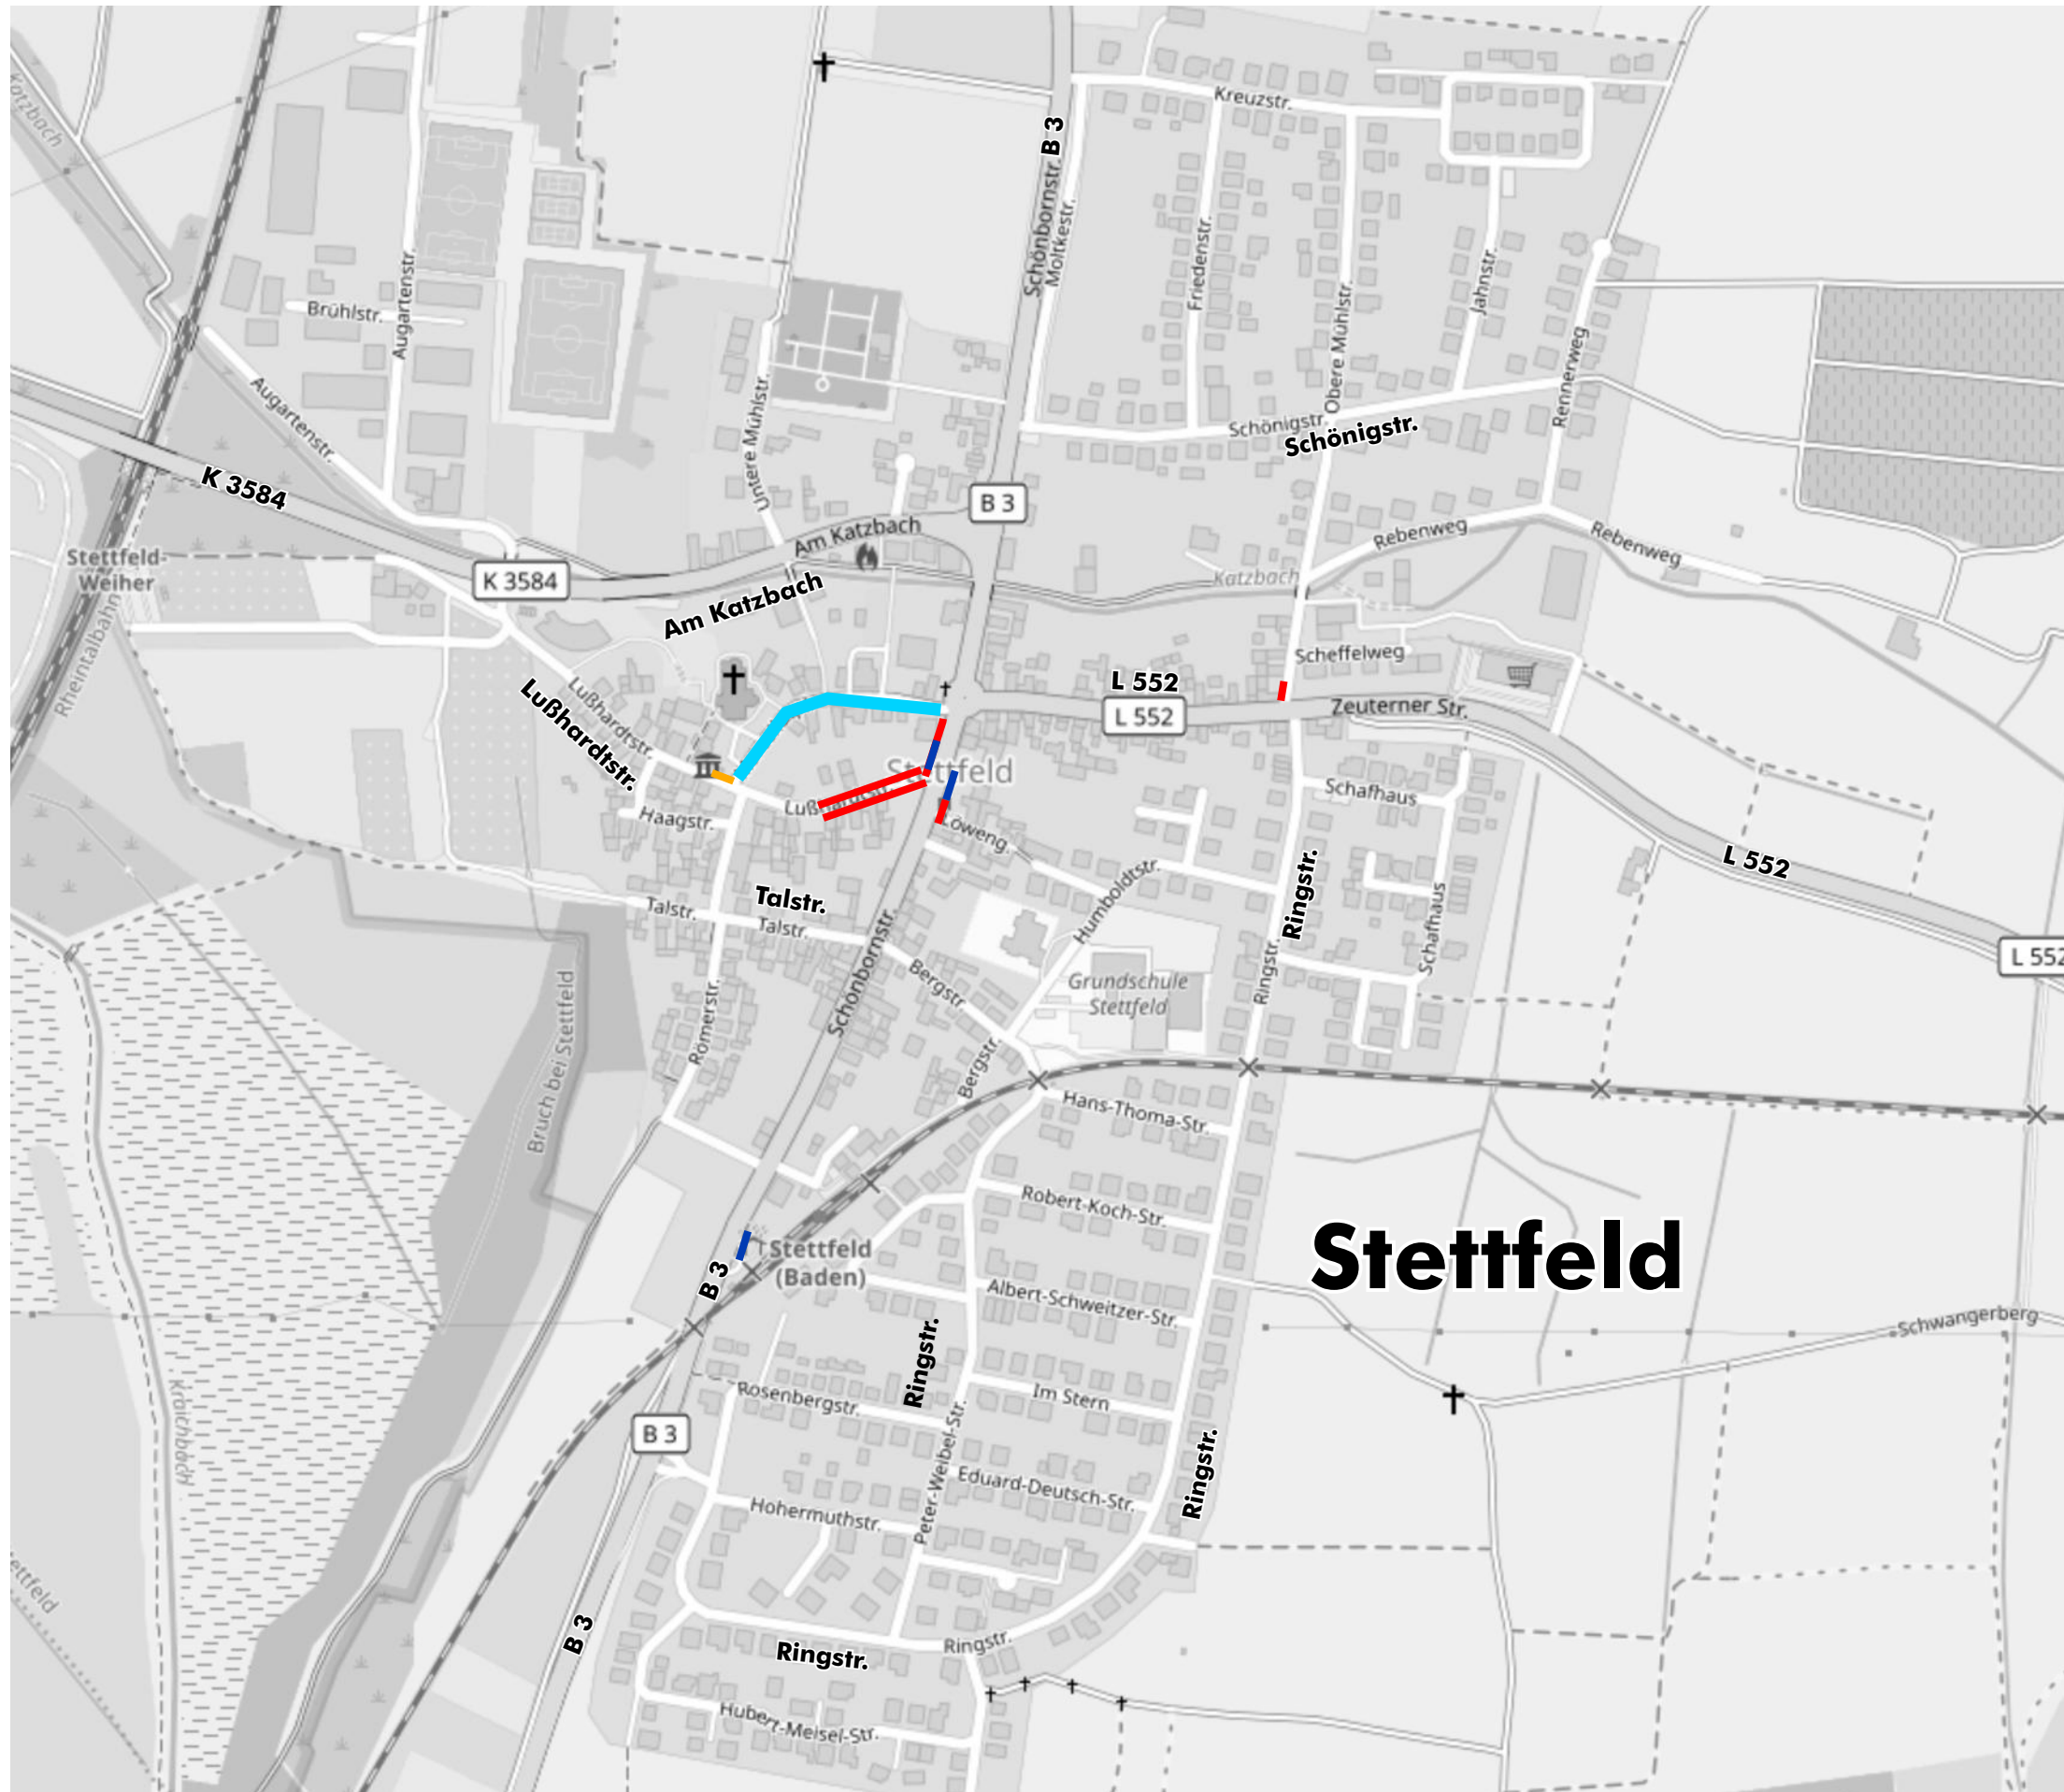 Katzbach
Kreuzstr.
B 3
Schönbornstr.
Moltkestr.
Friedenstr.
Obere Mühlstr.
Jahnstr.
Rennerweg
Augartenstr.
Brühlstr.
Augartenstr.
Untere Mühlstr.
Schönigstr.
Schönigstr.
K 3584
B 3
Am Katzbach
Rebenweg
Rebenweg
Stettfeld-
Weiher
K 3584
Katzbach
Am Katzbach
Rheintalbahn
Scheffelweg
L 552
L 552
Zeuterner Str.
Lußhardtstr.
Lußhardtstr.
Stettfeld
Lußhardtstr.
Haagstr.
Löweng.
Schafhaus
Humboldtstr.
Ringstr.
L 552
Talstr.
Talstr.
Talstr.
Schafhaus
Schönbornstr.
Bergstr.
Grundschule
Stettfeld
Ringstr.
L 552
Römerstr.
Bruch bei Stettfeld
Bergstr.
Hans-Thoma-Str.
Robert-Koch-Str.
Stettfeld
Stettfeld
(Baden)
B 3
Albert-Schweitzer-Str.
Schwangerberg
Ringstr.
Rosenbergstr.
Im Stern
Kraichbach
B 3
Peter-Weibel-Str.
Eduard-Deutsch-Str.
Ringstr.
Hohermuthstr.
B 3
Ringstr.
Ringstr.
Hubert-Meisel-Str.